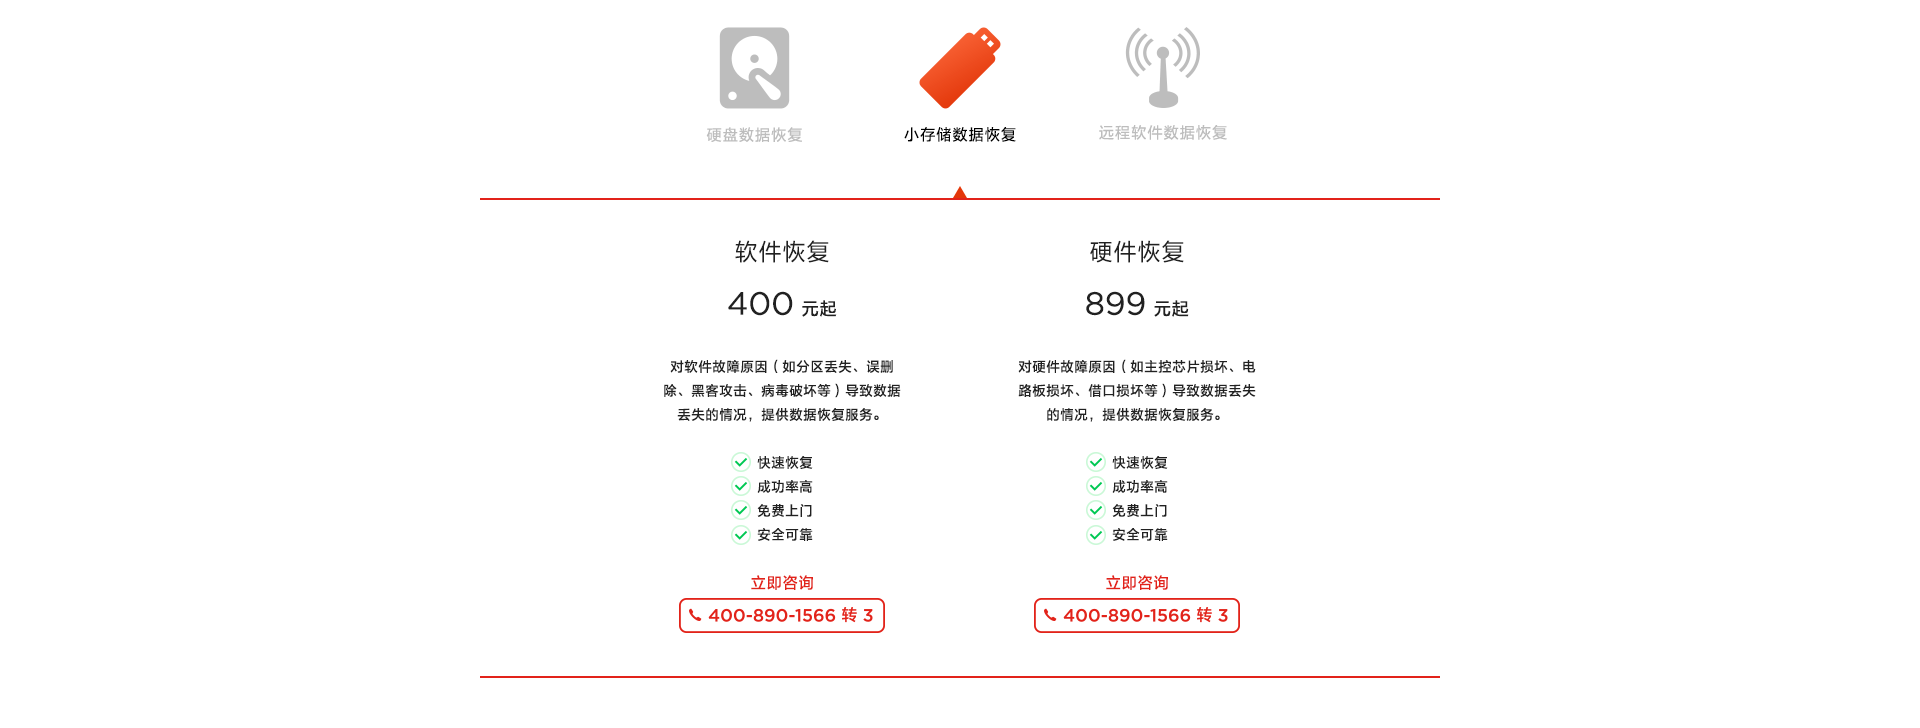 硬盘数据恢复
小存储数据恢复
远程软件数据恢复
软件恢复
400 元起
对软件故障原因（如分区丢失、误删
除、黑客攻击、病毒破坏等）导致数据
丢失的情况，提供数据恢复服务。
快速恢复
成功率高
免费上门
安全可靠
立即咨询
400-890-1566 转 3
硬件恢复
899 元起
对硬件故障原因（如主控芯片损坏、电
路板损坏、借口损坏等）导致数据丢失
的情况，提供数据恢复服务。
快速恢复
成功率高
免费上门
安全可靠
立即咨询
400-890-1566 转 3